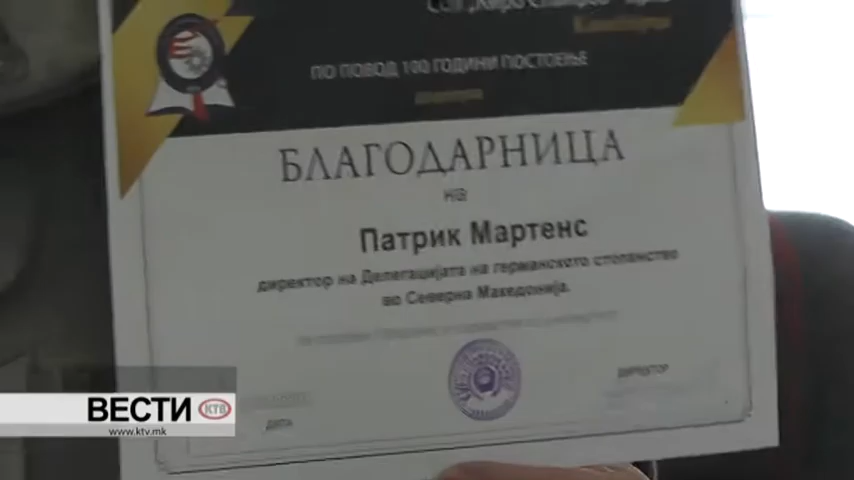 ПО ПОВОД 100 ГОДИНИ ПОСТОЕЊЕ
БЛАГОДАРНИЦА
на
Патрик Мартенс
директор на Делегацијата на германското стопанство
во Северна Македонија.
ДИРЕКТОР
ДАТА
ВЕСТИ КТВ
www.ktv.mk